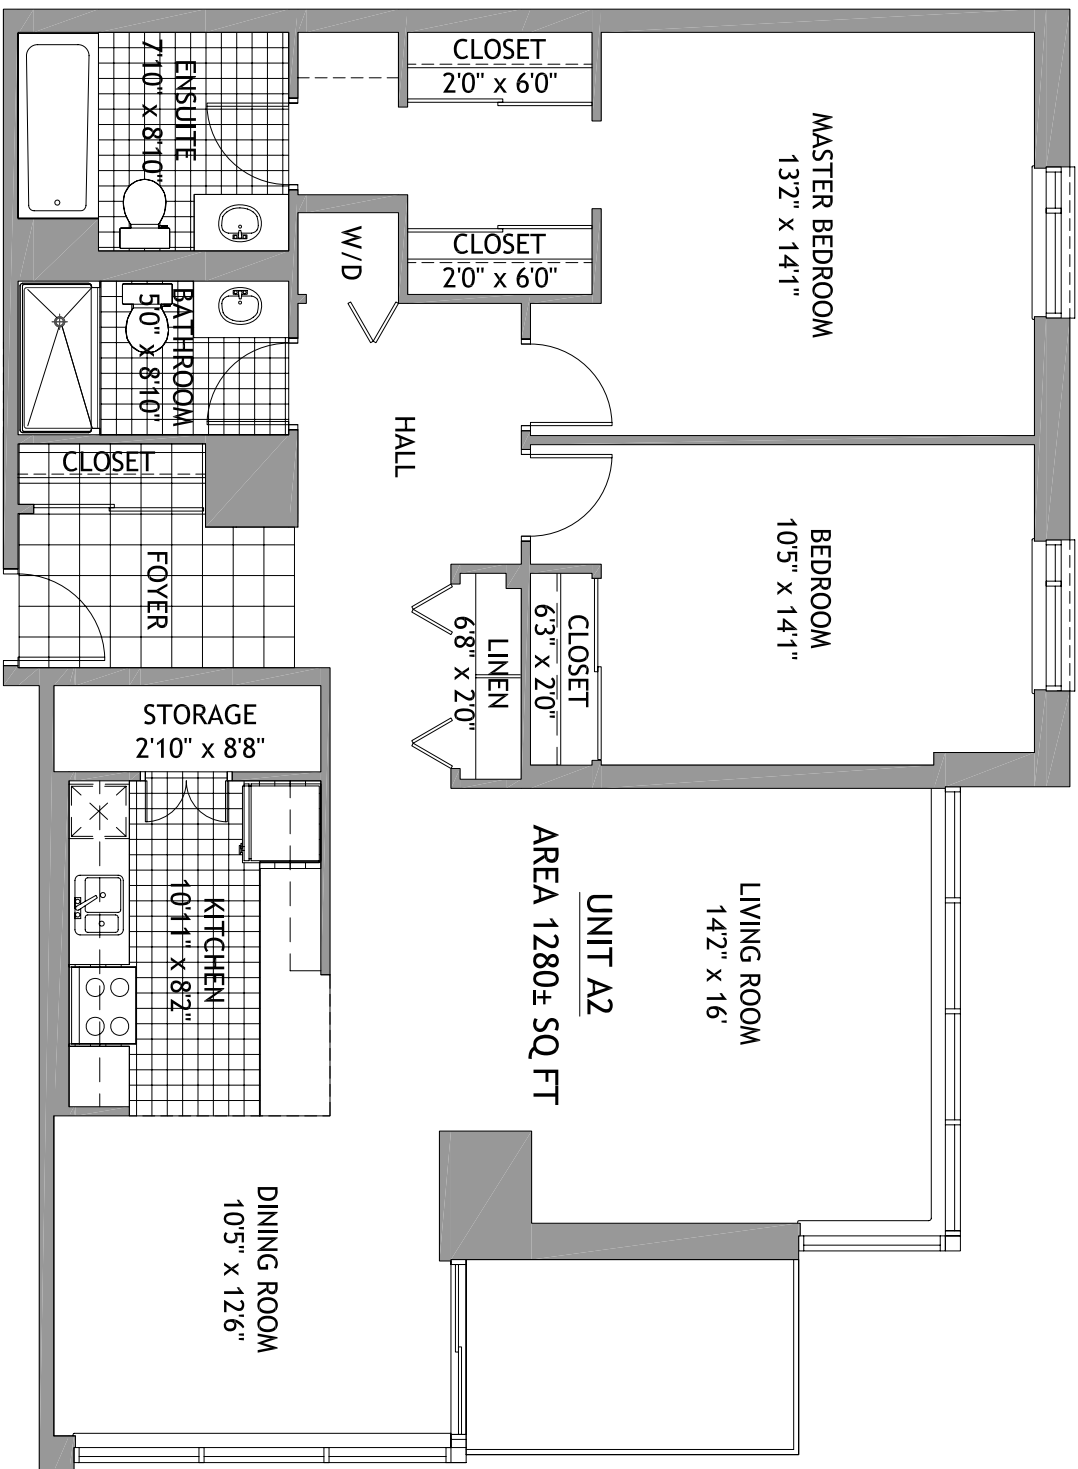 CLOSET
2'0" x 6'0"
ENSUITE
7'10" x 8'10"
MASTER BEDROOM
13'2" x 14'1"
W/D
CLOSET
2'0" x 6'0"
BATHROOM
5'0" x 8'10"
HALL
CLOSET
FOYER
BEDROOM
10'5" x 14'1"
CLOSET
6'3" x 2'0"
LINEN
6'8" x 2'0"
STORAGE
2'10" x 8'8"
KITCHEN
10'11" x 8'2"
LIVING ROOM
14'2" x 16'
UNIT A2
AREA 1280± SQ FT
DINING ROOM
10'5" x 12'6"